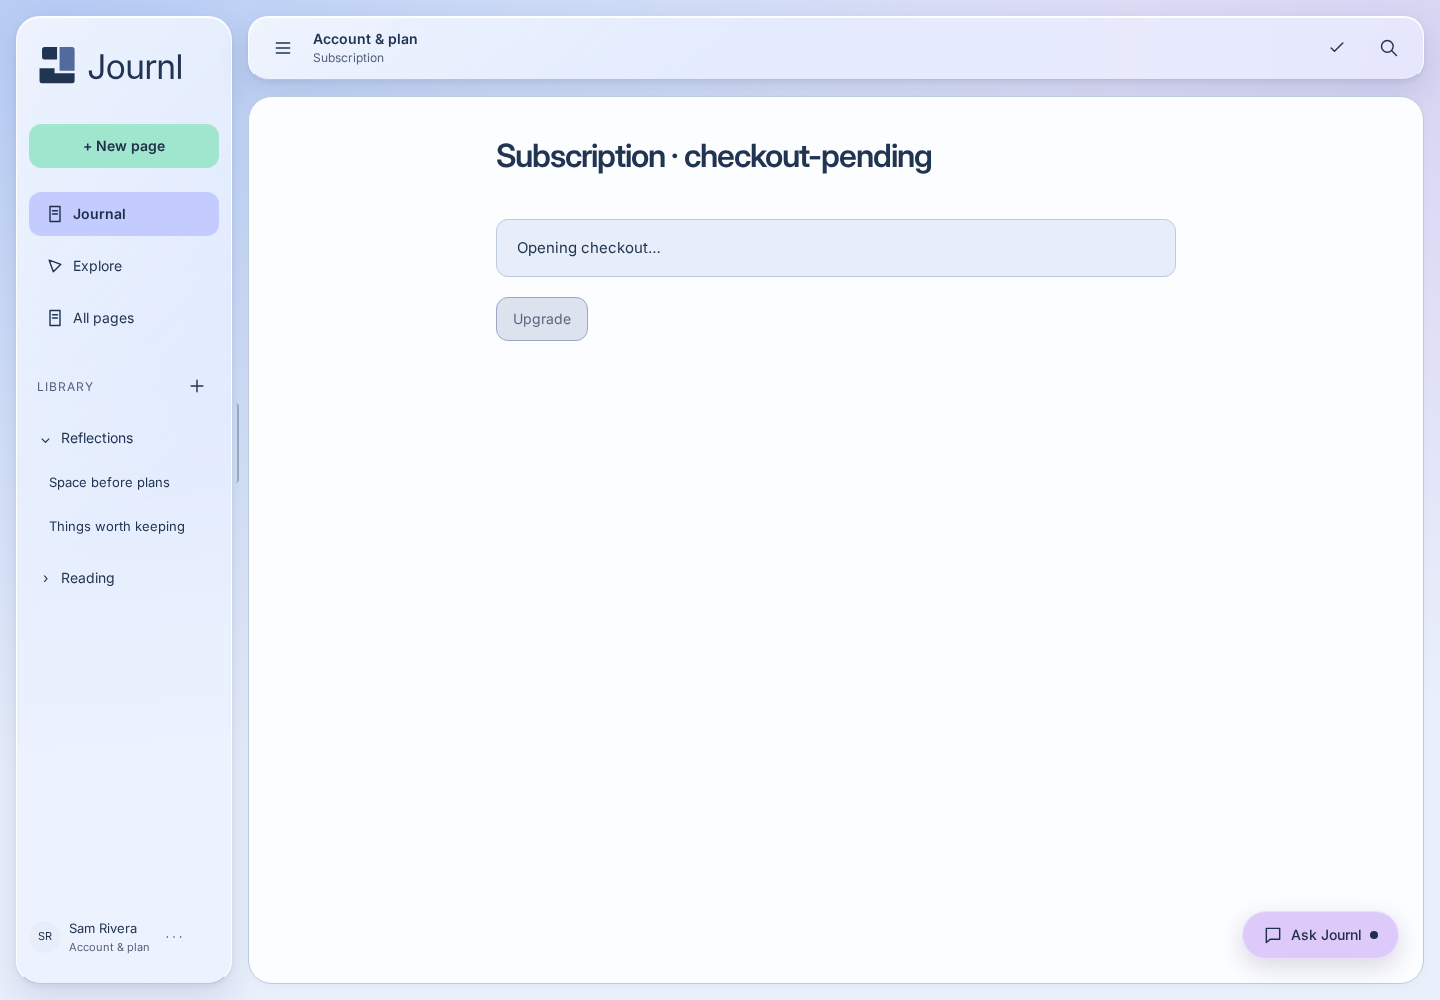 Journl
+ New page
Journal
Explore
All pages
LIBRARY
Reflections
Space before plans
Things worth keeping
Reading
SR
Sam Rivera
Account & plan
...
Account & plan
Subscription
Subscription · checkout-pending
Opening checkout...
Upgrade
Ask Journl